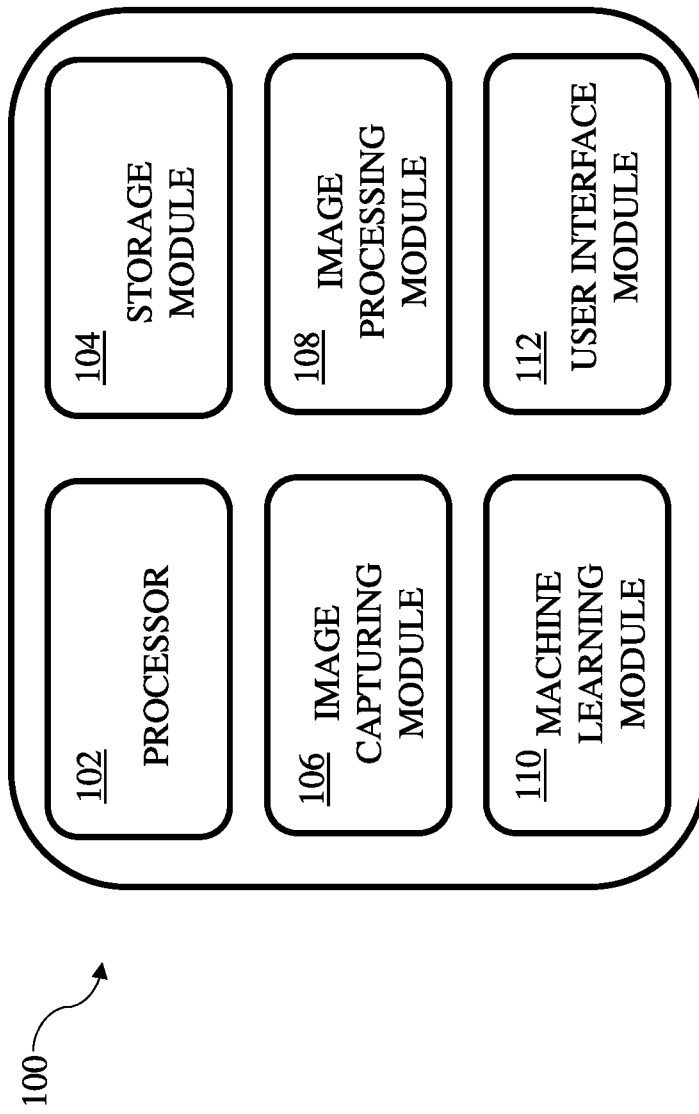 100
102
PROCESSOR
104
STORAGE
MODULE
106
IMAGE
CAPTURING
MODULE
108
IMAGE
PROCESSING
MODULE
110
MACHINE
LEARNING
MODULE
112
USER INTERFACE
MODULE